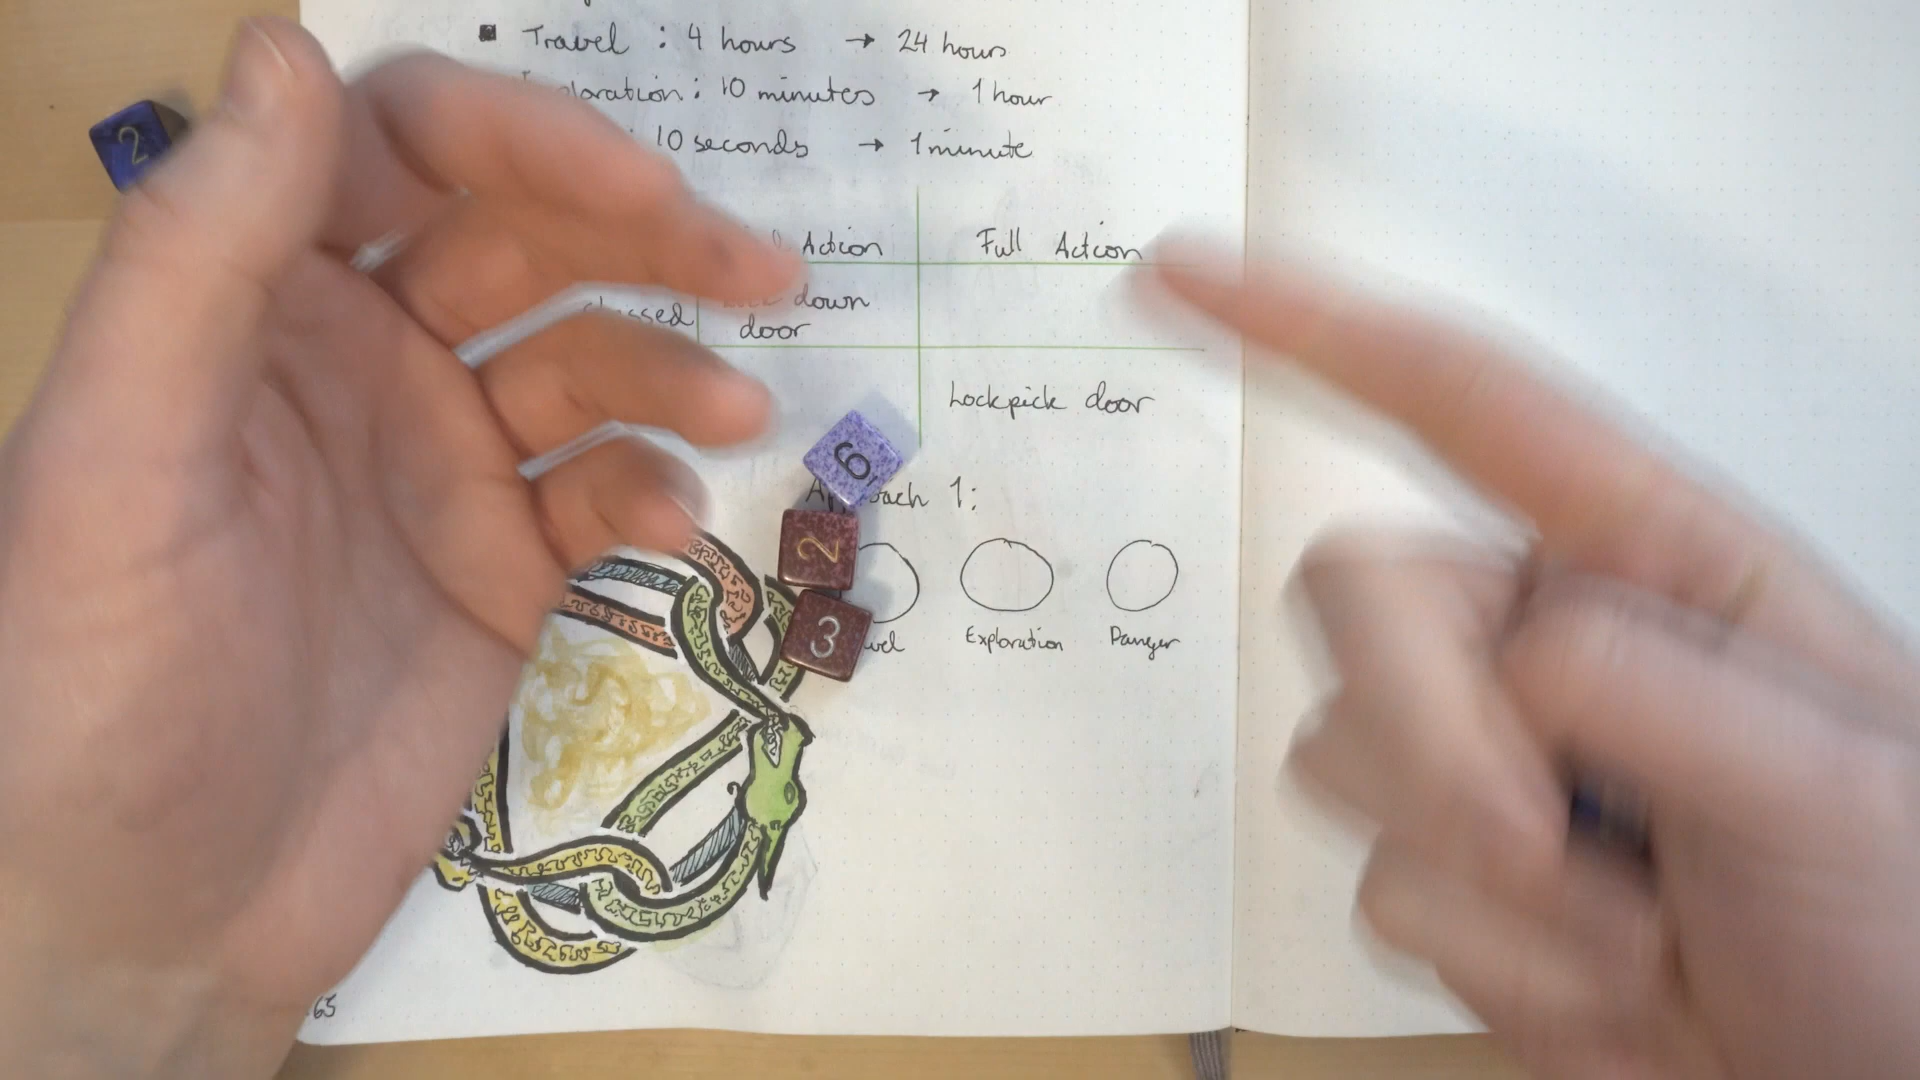 Travel : 4 hours → 24 hours
: 10 minutes → 1 hour
: 10 seconds → 1 minute
Action Full Action
down
door
Lockpick door
1:
Exploration Danger
2
6
2
3
65